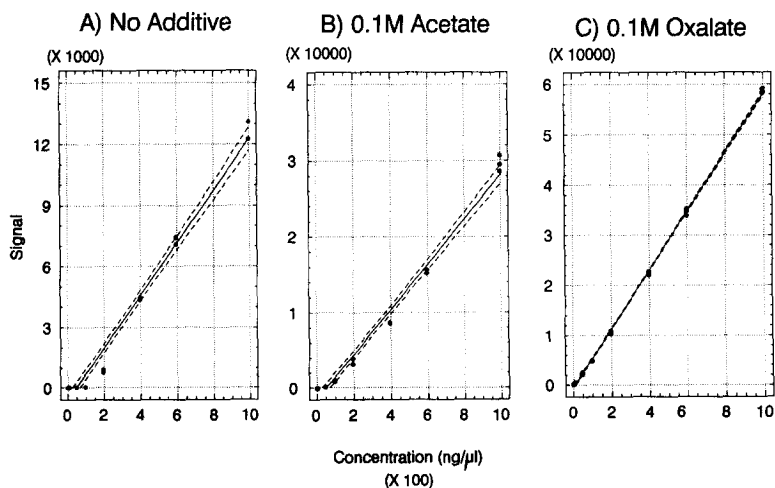 A) No Additive
B) 0.1M Acetate
C) 0.1M Oxalate
(X 1000)
(X 10000)
(X 10000)
15
12
9
6
3
0
4
3
2
1
0
6
5
4
3
2
1
0
Signal
0 2 4 6 8 10
0 2 4 6 8 10
0 2 4 6 8 10
Concentration (ng/µl)
(X 100)